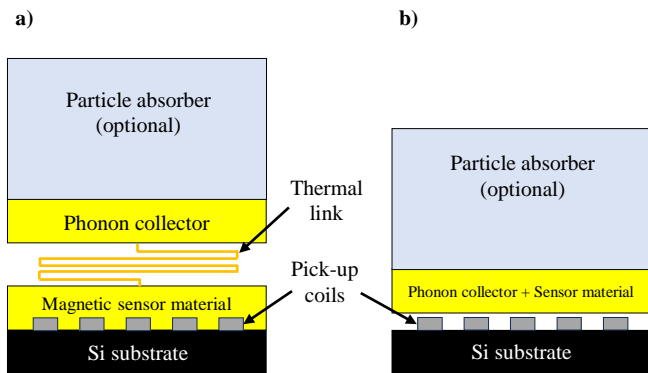 a)
Particle absorber
(optional)
Phonon collector
Thermal
link
Magnetic sensor material
Pick-up
coils
Si substrate
b)
Particle absorber
(optional)
Phonon collector + Sensor material
Si substrate